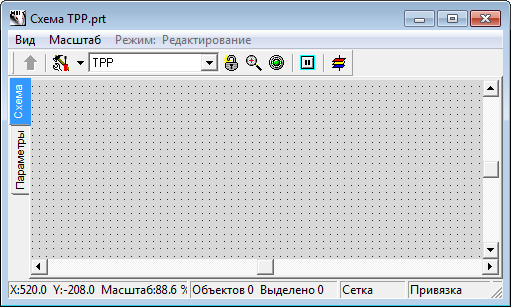 Схема TPP.prt
Вид Масштаб Режим: Редактирование
TPP
Схема
Параметры
X:520.0 Y:-208.0 Масштаб:88.6 % Объектов 0 Выделено 0 Сетка Привязка